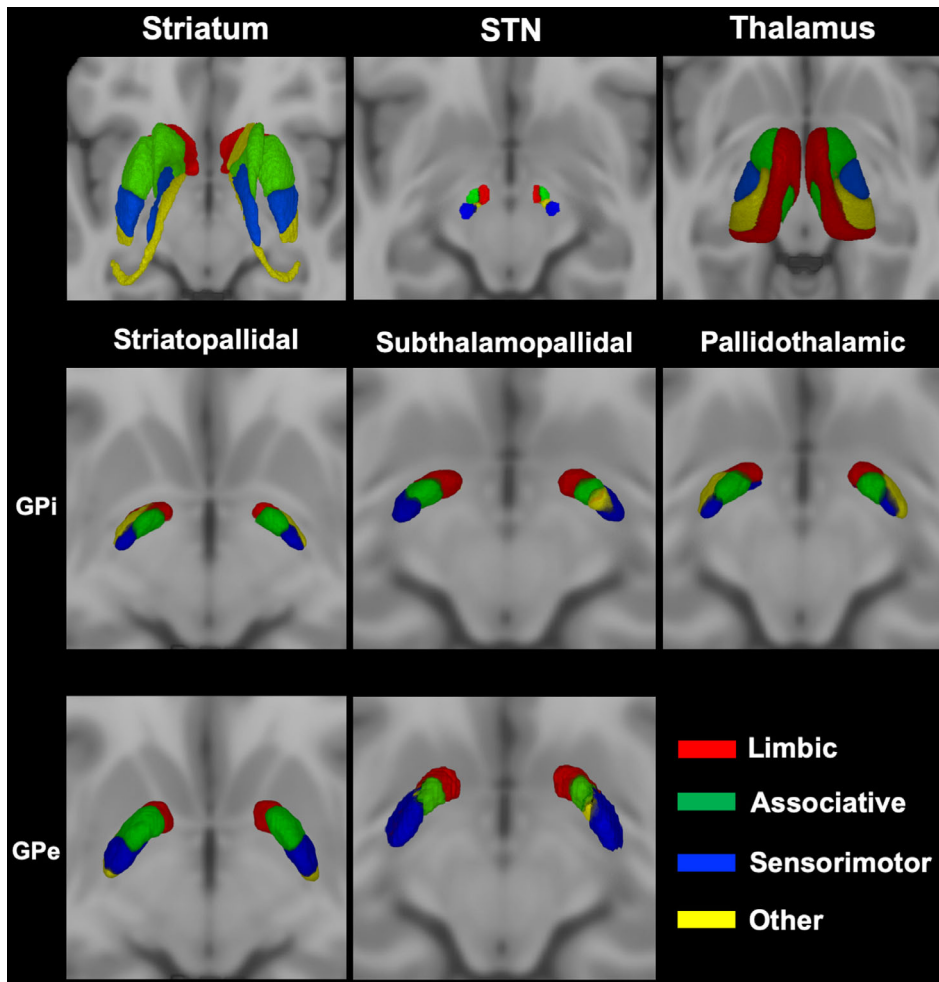 Striatum
STN
Thalamus
Striatopallidal
Subthalamopallidal
Pallidothalamic
GPi
GPe
Limbic
Associative
Sensorimotor
Other